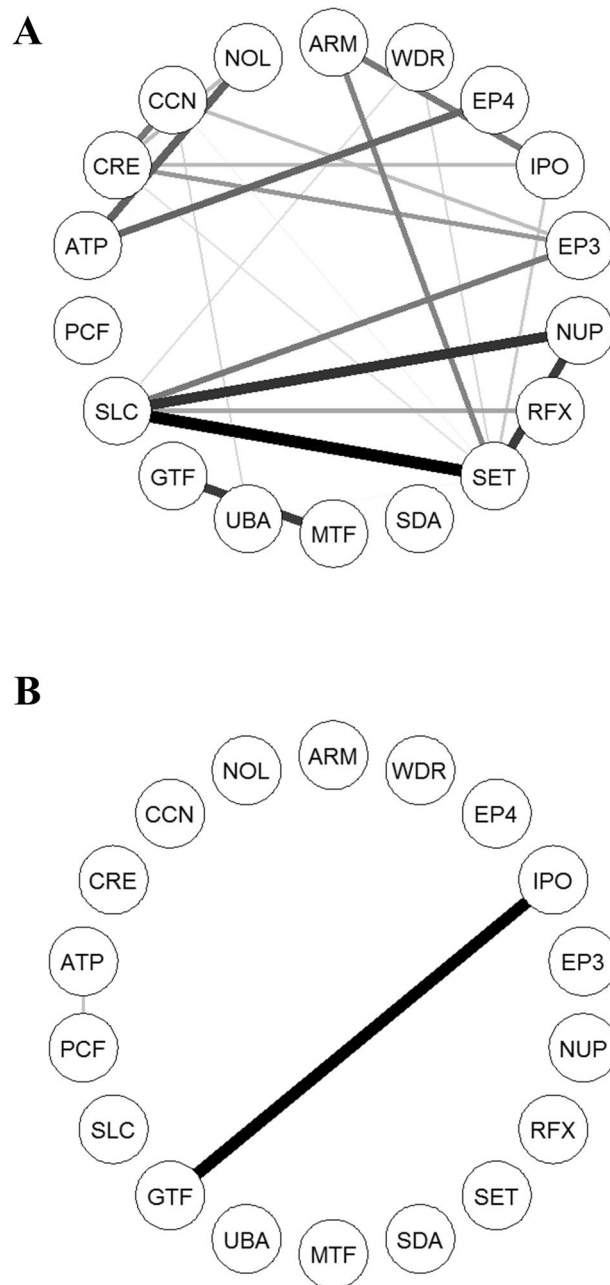 A
ARM
NOL
WDR
CCN
EP4
CRE
IPO
ATP
EP3
PCF
NUP
SLC
RFX
GTF
SET
UBA
SDA
MTF
B
ARM
NOL
WDR
CCN
EP4
CRE
IPO
ATP
EP3
PCF
NUP
SLC
RFX
GTF
SET
UBA
SDA
MTF